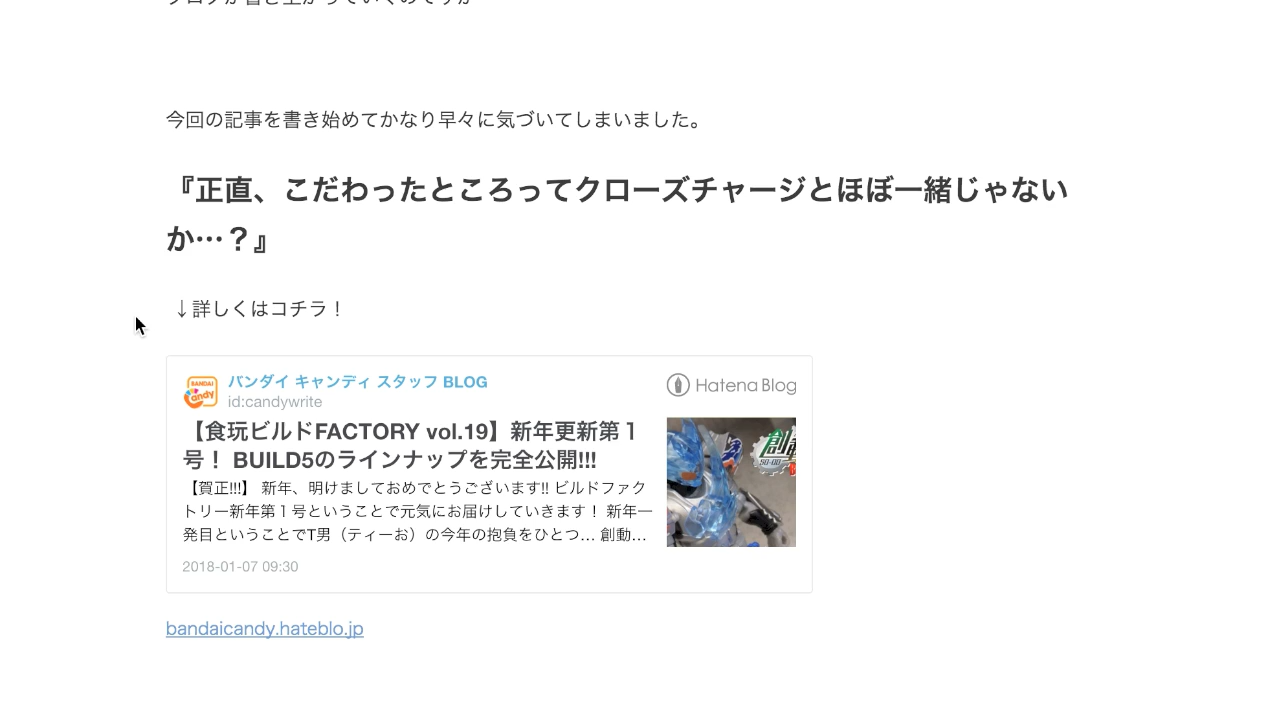 今回の記事を書き始めてかなり早々に気づいてしまいました。
『正直、こだわったところってクローズチャージとほぼ一緒じゃない
か…？』
↓詳しくはコチラ！
バンダイ キャンディ スタッフ BLOG
id:candywrite
Hatena Blog
BANDAI
Candy
【食玩ビルドFACTORY vol.19】新年更新第１
号！ BUILD5のラインナップを完全公開!!!
創動
SO-DO
【賀正!!!】 新年、明けましておめでとうございます!! ビルドファク
トリー新年第１号ということで元気にお届けしていきます！ 新年一
発目ということでT男（ティーお）の今年の抱負をひとつ... 創動...
2018-01-07 09:30
bandaicandy.hateblo.jp